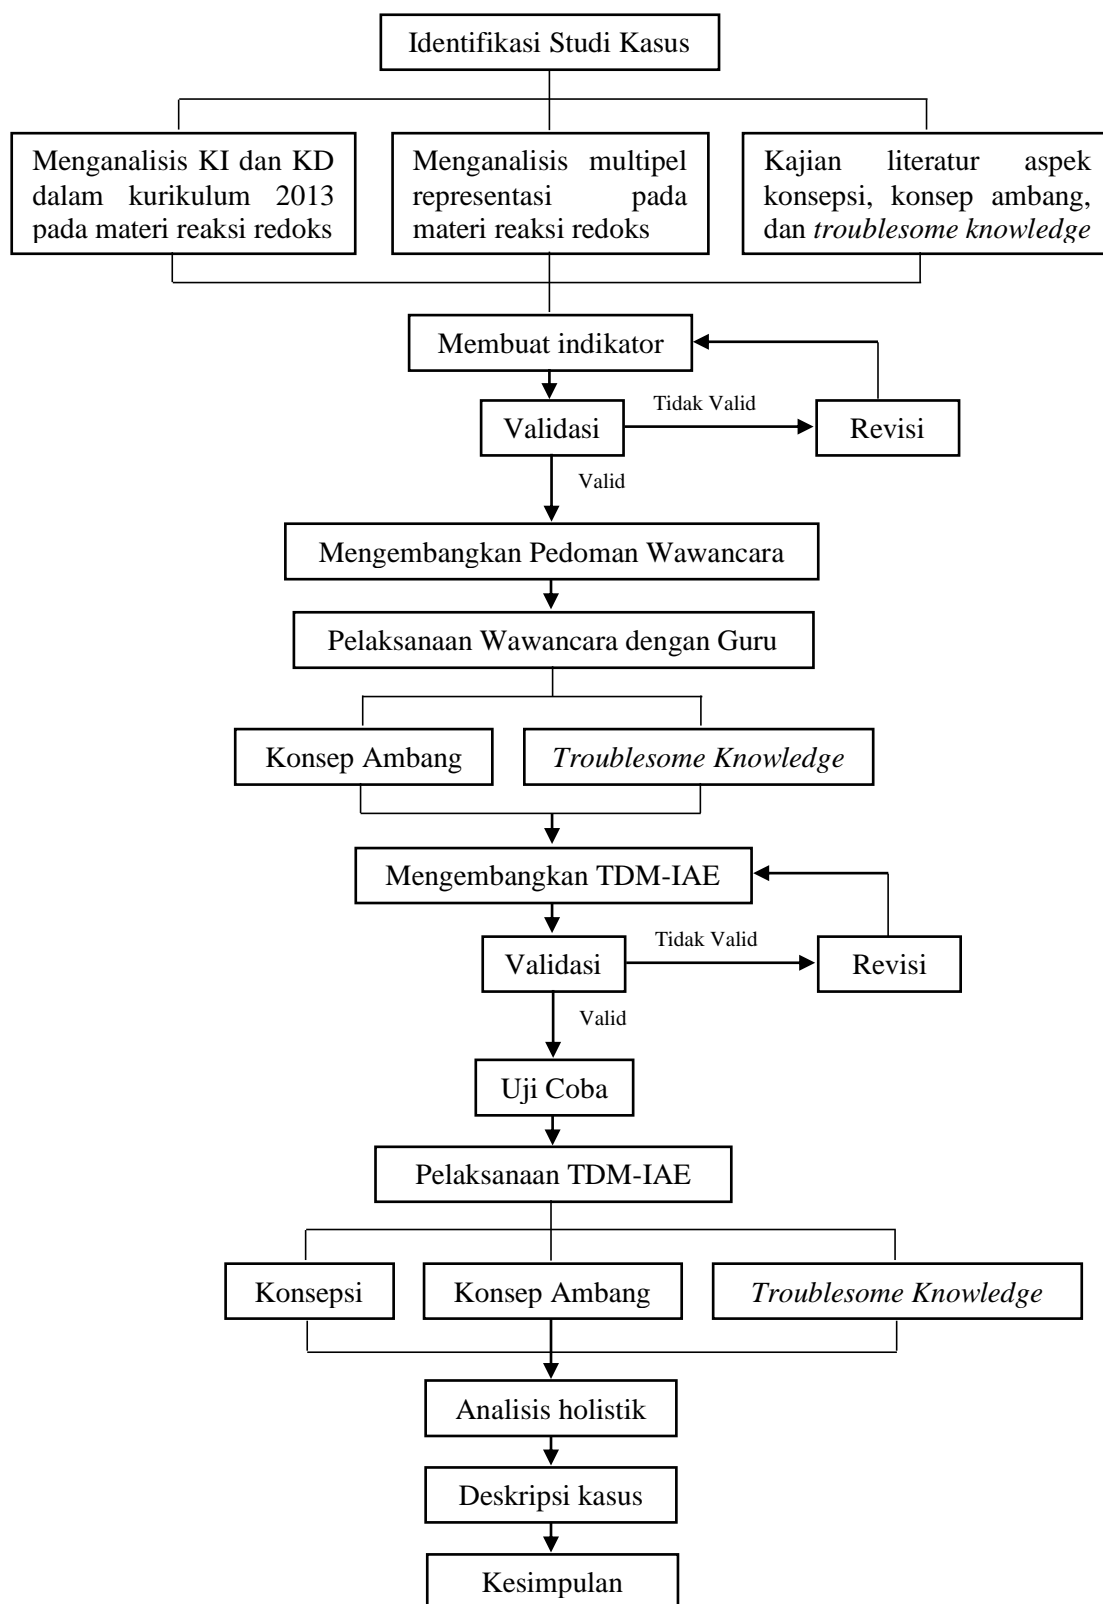 Identifikasi Studi Kasus
Menganalisis KI dan KD
dalam kurikulum 2013
pada materi reaksi redoks
Menganalisis multipel
representasi pada
materi reaksi redoks
Kajian literatur aspek
konsepsi, konsep ambang,
dan troublesome knowledge
Membuat indikator
Validasi
Tidak Valid
Revisi
Valid
Mengembangkan Pedoman Wawancara
Pelaksanaan Wawancara dengan Guru
Konsep Ambang
Troublesome Knowledge
Mengembangkan TDM-IAE
Validasi
Tidak Valid
Revisi
Valid
Uji Coba
Pelaksanaan TDM-IAE
Konsepsi
Konsep Ambang
Troublesome Knowledge
Analisis holistik
Deskripsi kasus
Kesimpulan